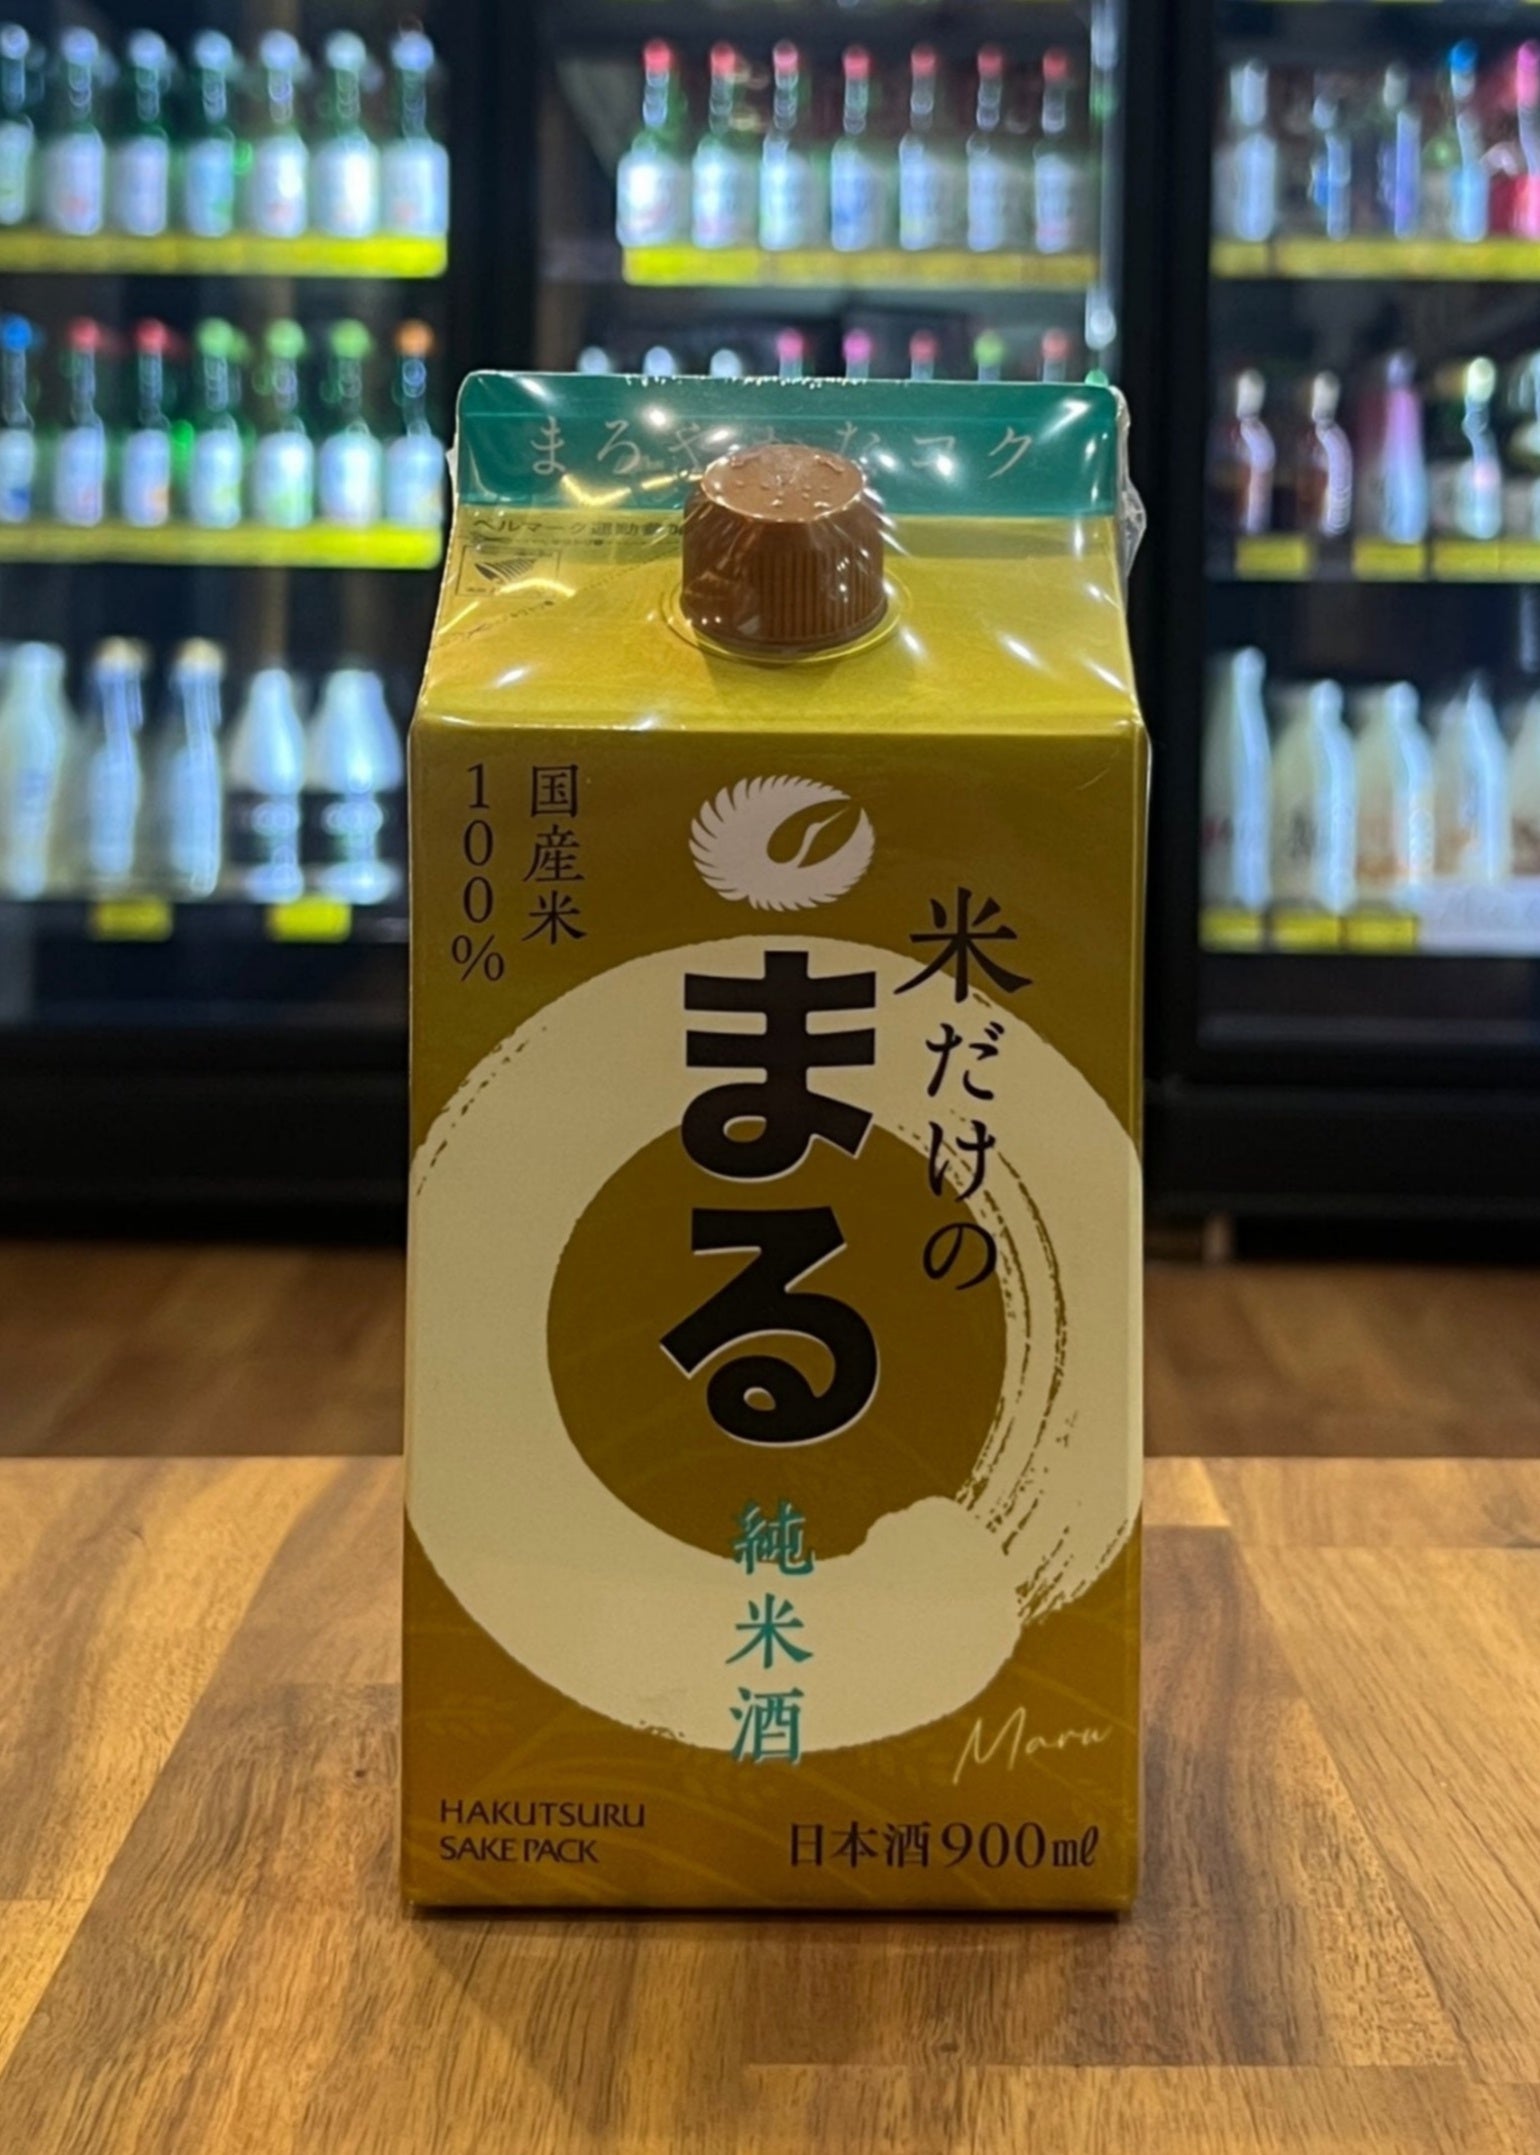 まろやかなコク
ベルマーク運動参加
国産米
100%
米だけの
まる
純米酒
Maru
HAKUTSURU
SAKE PACK
日本酒900ml